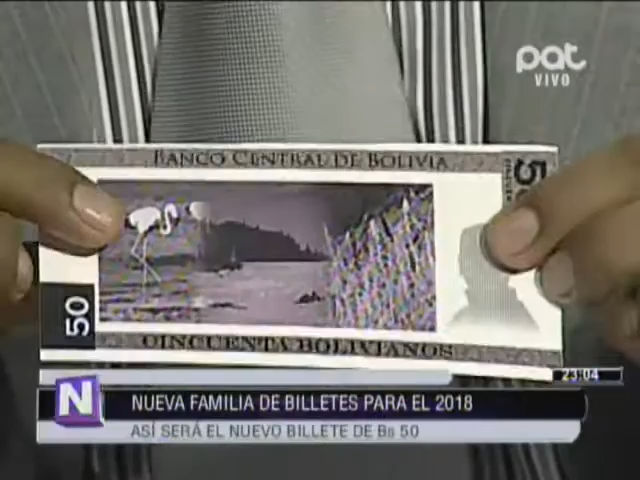 pat
VIVO
BANCO CENTRAL DE BOLIVIA
50
CINCUENTA BOLIVIANOS
23:04
N
NUEVA FAMILIA DE BILLETES PARA EL 2018
ASÍ SERÁ EL NUEVO BILLETE DE Bs 50